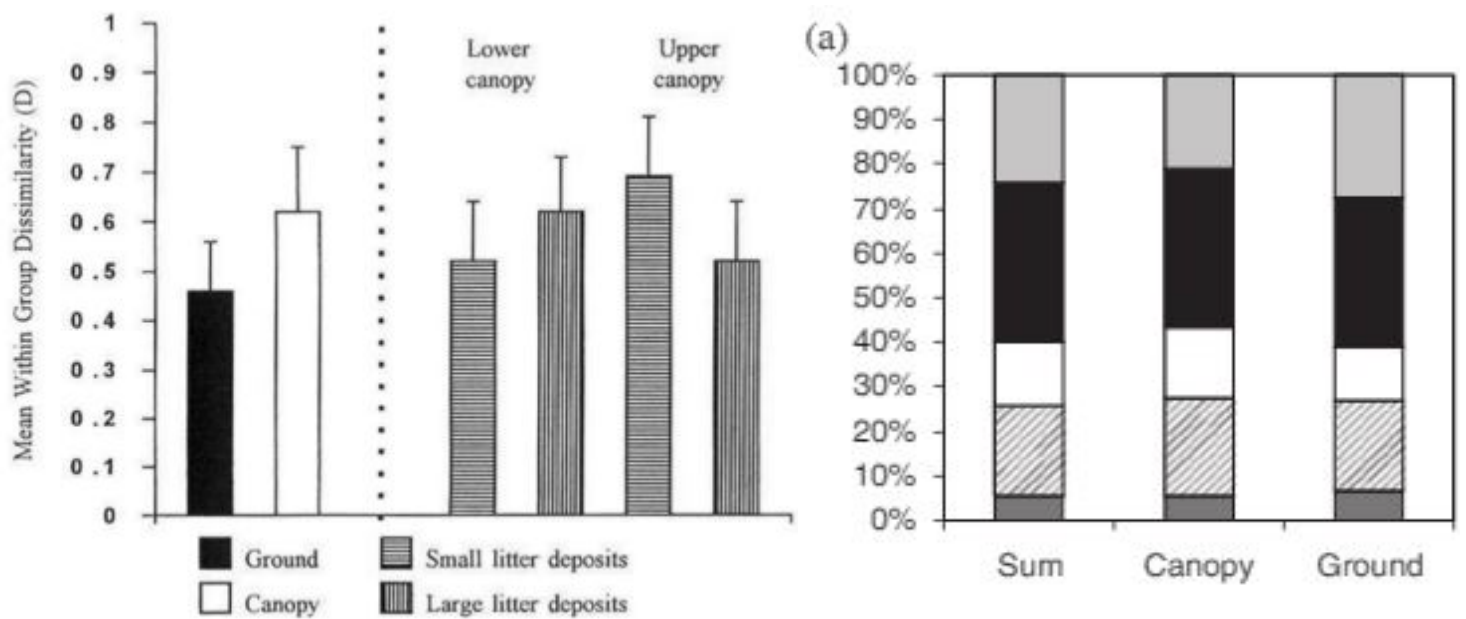 Mean Within Group Dissimilarity (D)
1
0.9
0.8
0.7
0.6
0.5
0.4
0.3
0.2
0.1
0
Lower
canopy
Upper
canopy
Ground
Canopy
Small litter deposits
Large litter deposits
(a)
100%
90%
80%
70%
60%
50%
40%
30%
20%
10%
0%
Sum Canopy Ground